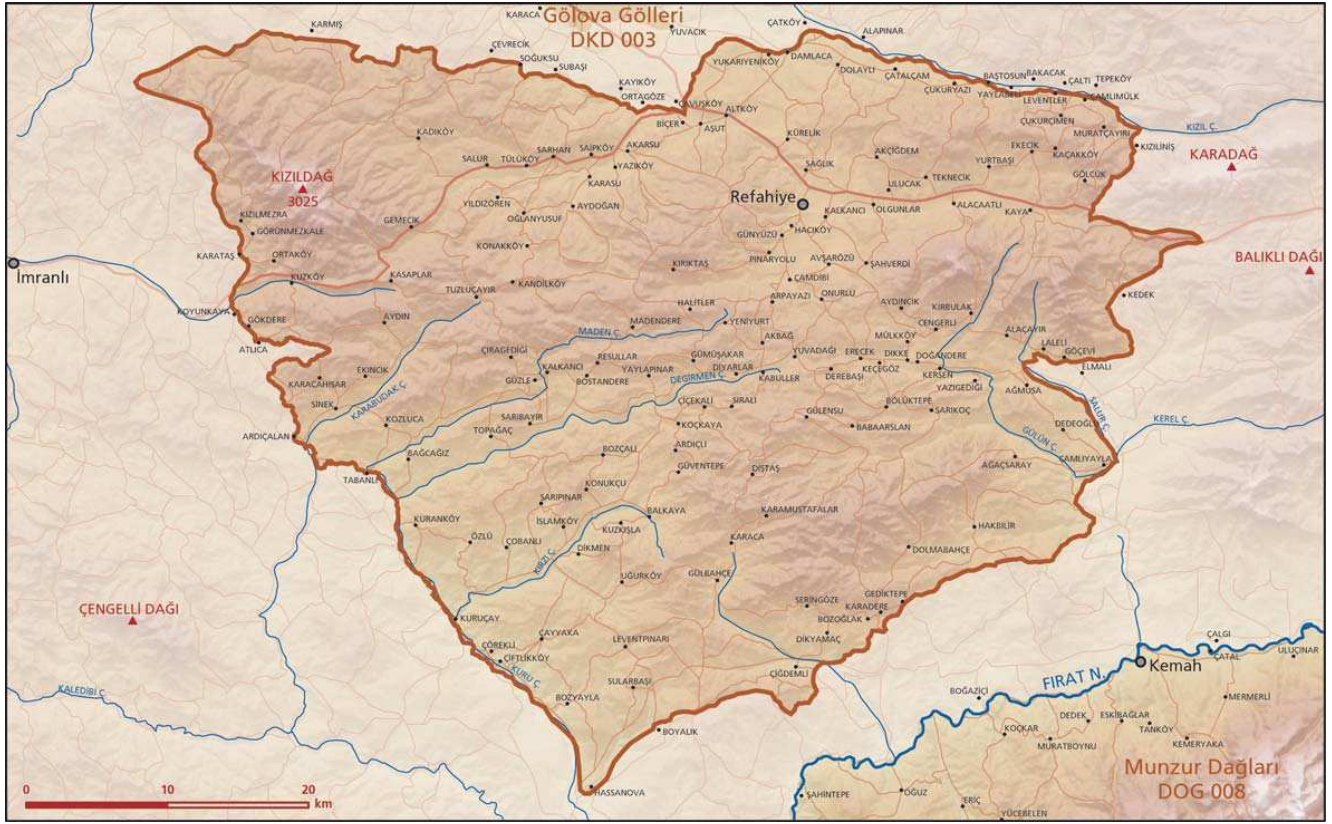 Gölova Gölleri
DKD 003
KARMIŞ
KARACA
YUVACIK
ÇATKÖY
ALAPINAR
ÇEVRECİK
SOĞUKSU
SUBAŞI
YUKARIYENİKÖY
DAMLACA
DOLAYLI
ÇATALÇAM
KAYIKÖY
ORTAGÖZE
ÇUKURYAZI
BAŞTOSUN
BAKACAK
ÇALTI
TEPEKÖY
YAYLABELİ
LEVENTLER
ÇAMLIMÜLK
ÇAVUŞKÖY
ALTKÖY
BİÇER
AŞUT
ÇUKURÇİMEN
MURATÇAYIRI
KIZIL Ç.
KADIKÖY
KÜRELİK
KIZILİNİŞ
KARADAĞ
SALUR
TÜLÜKÖY
SARHAN
SAİPKÖY
AKARSU
YAZIKÖY
SAĞLIK
AKÇİĞDEM
YURTBAŞI
EKECİK
KAÇAKKÖY
GÖLCÜK
KARASU
ULUCAK
TEKNECİK
KIZILDAĞ
3025
YILDIZÖREN
OĞLANYUSUF
AYDOĞAN
Refahiye
KALKANCI
OLGUNLAR
ALACAATLI
KAYA
KIZILMEZRA
GÖRÜNMEZKALE
GEMECİK
GÜNYÜZÜ
HACIKÖY
KARATAŞ
ORTAKÖY
KONAKKÖY
PINARYOLU
AVŞARÖZÜ
ŞAHVERDİ
BALIKLI DAĞI
İmranlı
KUZKÖY
KASAPLAR
KIRIKTAŞ
ÇAMDİBİ
KANDİLKÖY
TUZLUÇAYIR
ARPAYAZI
ONURLU
KEDEK
KOYUNKAYA
GÖKDERE
AYDIN
HALİTLER
AYDINCIK
KIRBULAK
MADENDERE
YENİYURT
CENGERLİ
MADEN Ç.
ATLICA
AKBAĞ
MÜLKKÖY
ALAÇAYIR
LALELİ
GÖÇEVİ
ÇIRAGEDİĞİ
RESULLAR
GÜMÜŞAKAR
YUVADAĞI
ERECEK
DİKKE
DOĞANDERE
ELMALI
KARACAHİSAR
EKİNCİK
GÜZLE
KALKANCI
BOSTANDERE
YAYLAPINAR
DEĞİRMEN Ç.
DİYARLAR
KABULLER
DEREBAŞI
KEÇEGÖZ
KERSEN
YAZIGEDİĞİ
AĞMUSA
SİNEK
KARABUDAK Ç.
ÇİÇEKALİ
SIRALI
BÖLÜKTEPE
SARIKOÇ
SALUR Ç.
KEREL Ç.
KOZLUCA
SARIBAYIR
TOPAĞAÇ
KOÇKAYA
GÜLENSU
BABAARSLAN
DEDEOĞLU
ARDIÇALAN
ARDIÇLI
GÜLÜN Ç.
BAĞCAĞIZ
TABANLI
BOZÇALI
GÜVENTEPE
DİŞTAŞ
AĞAÇSARAY
ÇAMLIYAYLA
KONUKÇU
SARIPINAR
KURANKÖY
İSLAMKÖY
BALKAYA
KUZKIŞLA
KARAMUSTAFALAR
HAKBİLİR
ÖZLÜ
ÇOBANLI
DİKMEN
KIRZI Ç.
KARACA
DOLMABAHÇE
UĞURKÖY
GÜLBAHÇE
ÇENGELLİ DAĞI
SERİNGÖZE
GEDİKTEPE
KARADERE
BOZOĞLAK
KURUÇAY
DİKYAMAÇ
ÇAYYAKA
LEVENTPINARI
ÇÖREKLİ
ÇİFTLİKKÖY
KURU Ç.
ÇİĞDEMLİ
ÇALGI
ÇATAL
ULUÇINAR
Kemah
FIRAT N.
KALEDİBİ Ç.
SULARBAŞI
BOZYAYLA
BOĞAZİÇİ
MERMERLİ
BOYALIK
KOÇKAR
DEDEK
ESKİBAĞLAR
TANKÖY
MURATBOYNU
KEMERYAKA
Munzur Dağları
DOG 008
HASSANOVA
ŞAHİNTEPE
OĞUZ
ERİÇ
YÜCEBELEN
0 10 20
km